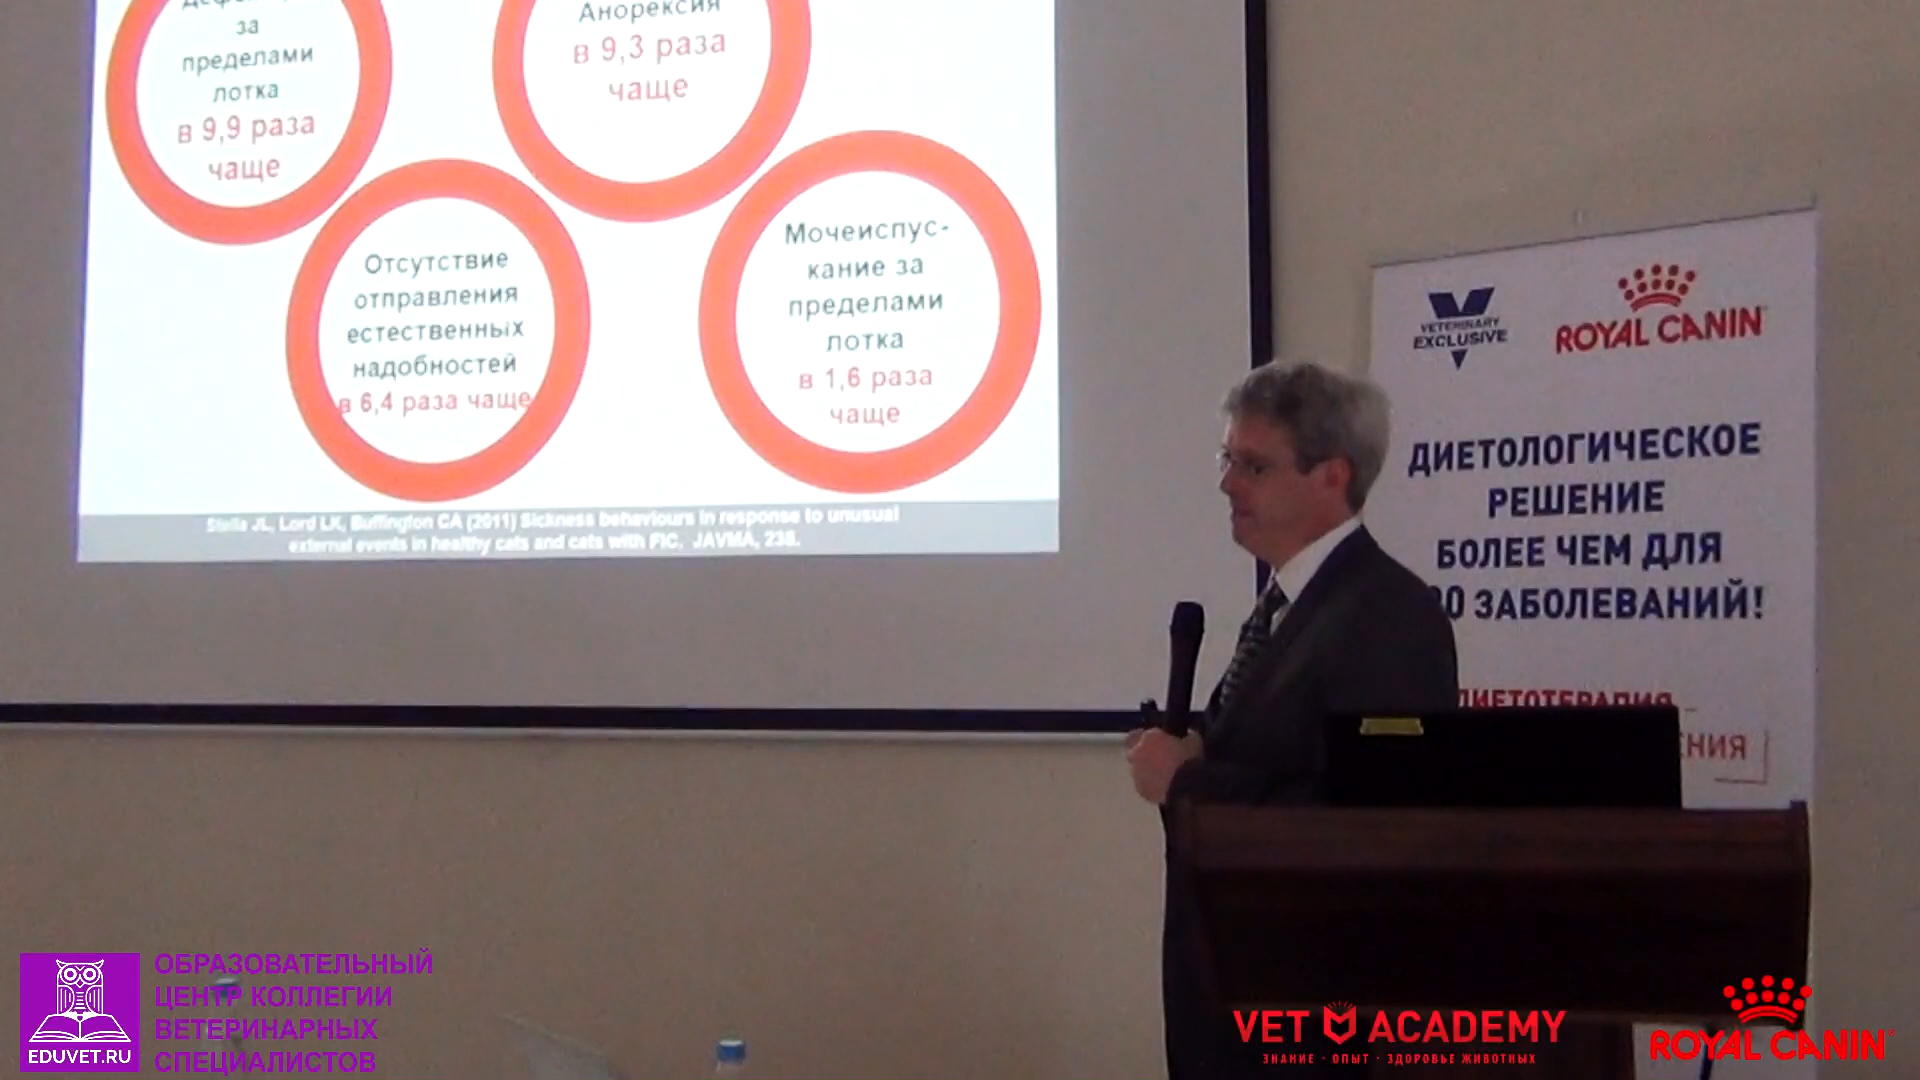 за
пределами
лотка
в 9,9 раза
чаще
Анорексия
в 9,3 раза
чаще
Отсутствие
отправления
естественных
надобностей
в 6,4 раза чаще
Мочеиспус-
кание за
пределами
лотка
в 1,6 раза
чаще
Stella JL, Lord LK, Buffington CA (2011) Sickness behaviours in response to unusual
external events in healthy cats and cats with FIC. JAVMA, 238.
VETERINARY
EXCLUSIVE
ROYAL CANIN
ДИЕТОЛОГИЧЕСКОЕ
РЕШЕНИЕ
БОЛЕЕ ЧЕМ ДЛЯ
ЗАБОЛЕВАНИЙ!
ДИЕТОТЕРАПИЯ
EDUVET.RU
ОБРАЗОВАТЕЛЬНЫЙ
ЦЕНТР КОЛЛЕГИИ
ВЕТЕРИНАРНЫХ
СПЕЦИАЛИСТОВ
VET ACADEMY
ЗНАНИЕ · ОПЫТ · ЗДОРОВЬЕ ЖИВОТНЫХ
ROYAL CANIN